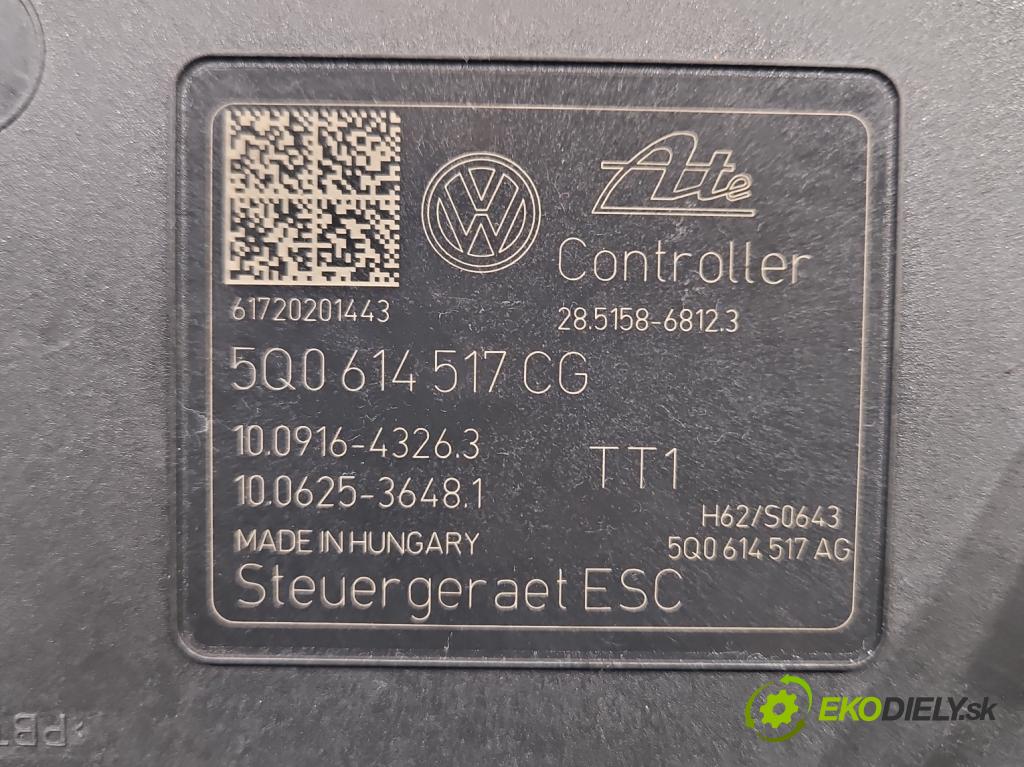 Ate
Controller
61720201443
28.5158-6812.3
5Q0 614 517 CG
10.0916-4326.3
TT1
10.0625-3648.1
H62/S0643
MADE IN HUNGARY
5Q0 614 517 AG
Steuergeraet ESC
EKODIELY.sk